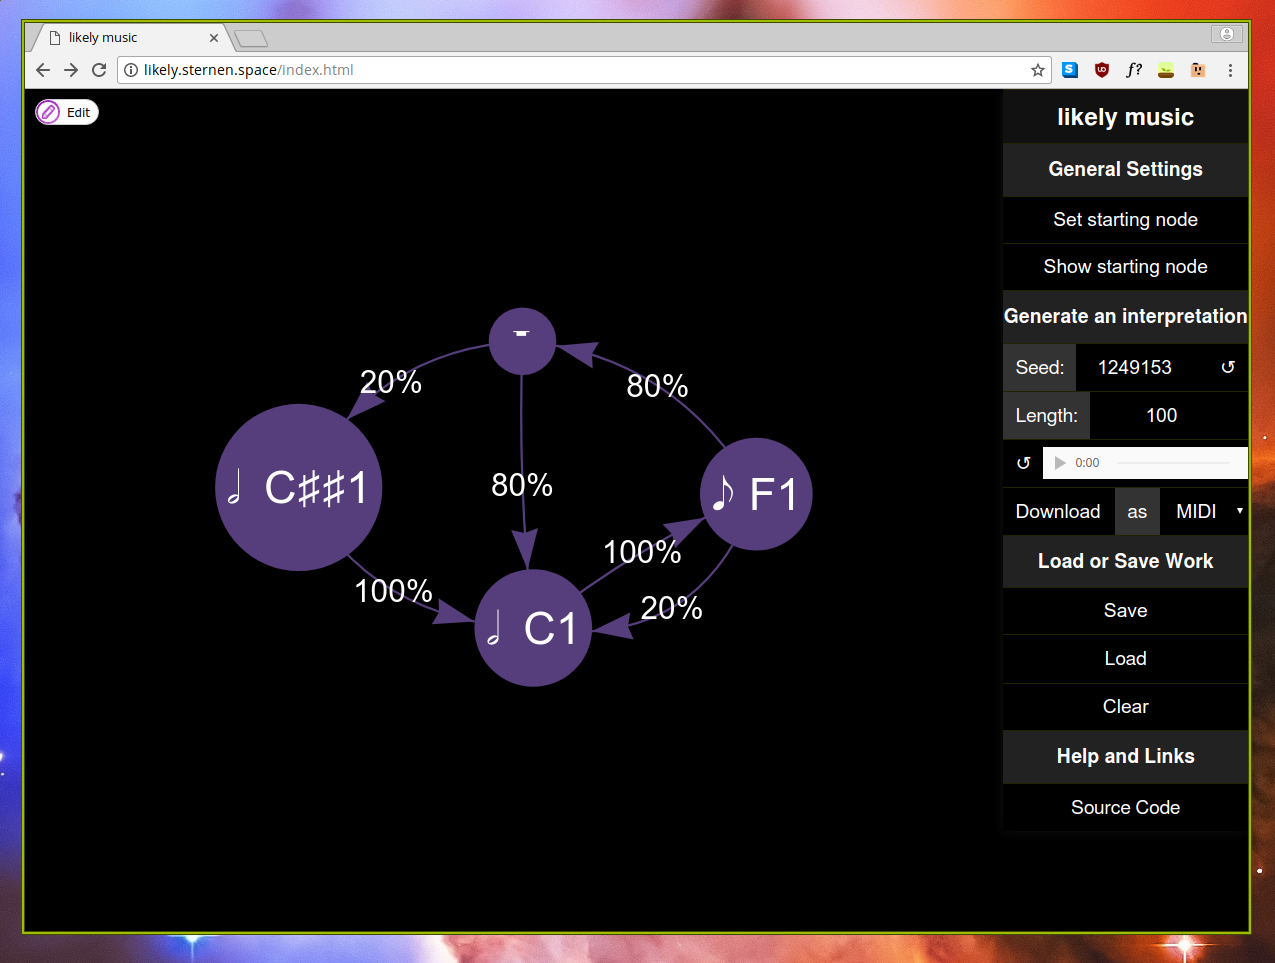 likely music
likely.sternen.space/index.html
f?
Edit
20%
80%
80%
𝅗𝅥 C♯♯1
♪ F1
100%
100%
20%
𝅗𝅥 C1
likely music
General Settings
Set starting node
Show starting node
Generate an interpretation
Seed: 1249153 ↺
Length: 100
↺ 0:00
Download as MIDI
Load or Save Work
Save
Load
Clear
Help and Links
Source Code